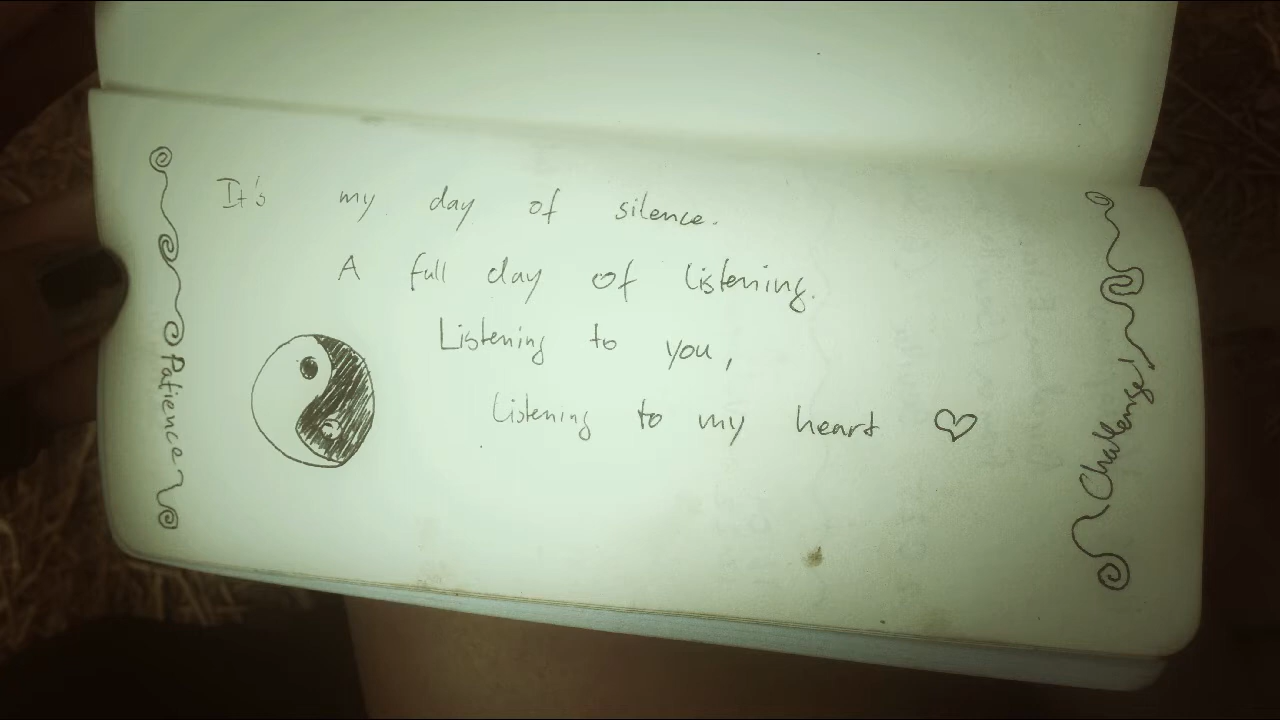 It's my day of silence.
A full day of listening.
Listening to you,
Listening to my heart ♡
Patience
Challenge!